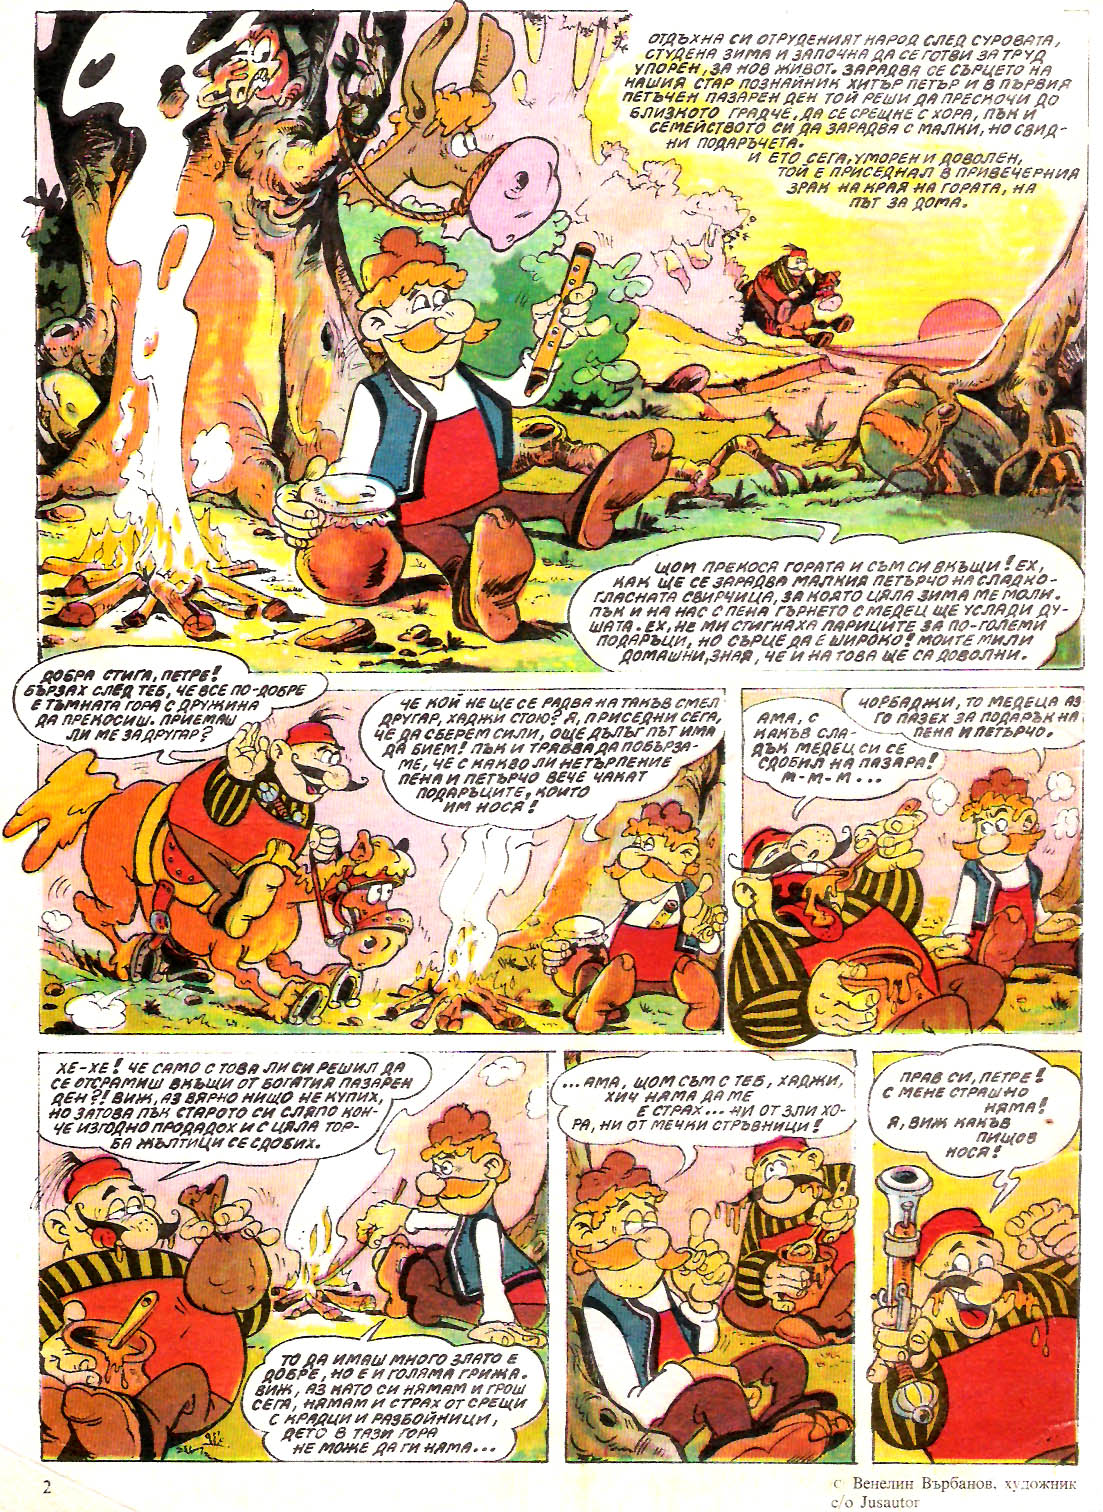 ОТДЪХНА СИ ОТРУДЕНИЯТ НАРОД СЛЕД СУРОВАТА,
СТУДЕНА ЗИМА И ЗАПОЧНА ДА СЕ ГОТВИ ЗА ТРУД
УПОРЕН, ЗА НОВ ЖИВОТ. ЗАРАДВА СЕ СЪРЦЕТО НА
НАШИЯ СТАР ПОЗНАЙНИК ХИТЪР ПЕТЪР И В ПЪРВИЯ
ПЕТЪЧЕН ПАЗАРЕН ДЕН ТОЙ РЕШИ ДА ПРЕСКОЧИ ДО
БЛИЗКОТО ГРАДЧЕ, ДА СЕ СРЕЩНЕ С ХОРА, ПЪК И
СЕМЕЙСТВОТО СИ ДА ЗАРАДВА С МАЛКИ, НО СВИД-
НИ ПОДАРЪЧЕТА.
И ЕТО СЕГА, УМОРЕН И ДОВОЛЕН,
ТОЙ Е ПРИСЕДНАЛ В ПРИВЕЧЕРНИЯ
ЗРАК НА КРАЯ НА ГОРАТА, НА
ПЪТ ЗА ДОМА.
ЩОМ ПРЕКОСЯ ГОРАТА И СЪМ СИ ВКЪЩИ! ЕХ,
КАК ЩЕ СЕ ЗАРАДВА МАЛКИЯ ПЕТЪРЧО НА СЛАДКО-
ГЛАСНАТА СВИРЧИЦА, ЗА КОЯТО ЦЯЛА ЗИМА МЕ МОЛИ.
ПЪК И НА НАС С ПЕНА ГЪРНЕТО С МЕДЕЦ ЩЕ УСЛАДИ ДУ-
ШАТА. ЕХ, НЕ МИ СТИГНАХА ПАРИЦИТЕ ЗА ПО-ГОЛЕМИ
ПОДАРЪЦИ, НО СЪРЦЕ ДА Е ШИРОКО! МОИТЕ МИЛИ
ДОМАШНИ, ЗНАЯ, ЧЕ И НА ТОВА ЩЕ СА ДОВОЛНИ.
ДОБРА СТИГА, ПЕТРЕ!
БЪРЗАХ СЛЕД ТЕБ, ЧЕ ВСЕ ПО-ДОБРЕ
Е ТЪМНАТА ГОРА С ДРУЖИНА
ДА ПРЕКОСИШ. ПРИЕМАШ
ЛИ МЕ ЗА ДРУГАР?
ЧЕ КОЙ НЕ ЩЕ СЕ РАДВА НА ТАКЪВ СМЕЛ
ДРУГАР, ХАДЖИ СТОЮ? Я, ПРИСЕДНИ СЕГА,
ЧЕ ДА СБЕРЕМ СИЛИ, ОЩЕ ДЪЛЪГ ПЪТ ИМА
ДА БИЕМ! ПЪК И ТРЯБВА ДА ПОБЪРЗА-
МЕ, ЧЕ С КАКВО ЛИ НЕТЪРПЕНИЕ
ПЕНА И ПЕТЪРЧО ВЕЧЕ ЧАКАТ
ПОДАРЪЦИТЕ, КОИТО
ИМ НОСЯ!
АМА, С
КАКЪВ СЛА-
ДЪК МЕДЕЦ СИ СЕ
СДОБИЛ НА ПАЗАРА!
М-М-М...
ЧОРБАДЖИ, ТО МЕДЕЦА АЗ
ГО ПАЗЕХ ЗА ПОДАРЪК НА
ПЕНА И ПЕТЪРЧО.
ХЕ-ХЕ! ЧЕ САМО С ТОВА ЛИ СИ РЕШИЛ ДА
СЕ ОТСРАМИШ ВКЪЩИ ОТ БОГАТИЯ ПАЗАРЕН
ДЕН?! ВИЖ, АЗ ВЯРНО НИЩО НЕ КУПИХ,
НО ЗАТОВА ПЪК СТАРОТО СИ СЛЯПО КОН-
ЧЕ ИЗГОДНО ПРОДАДОХ И С ЦЯЛА ТОР-
БА ЖЪЛТИЦИ СЕ СДОБИХ.
ТО ДА ИМАШ МНОГО ЗЛАТО Е
ДОБРЕ, НО Е И ГОЛЯМА ГРИЖА.
ВИЖ, АЗ КАТО СИ НЯМАМ И ГРОШ
СЕГА, НЯМАМ И СТРАХ ОТ СРЕЩИ
С КРАДЦИ И РАЗБОЙНИЦИ,
ДЕТО В ТАЗИ ГОРА
НЕ МОЖЕ ДА ГИ НЯМА...
...АМА, ЩОМ СЪМ С ТЕБ, ХАДЖИ,
ХИЧ НЯМА ДА МЕ
Е СТРАХ... НИ ОТ ЗЛИ ХО-
РА, НИ ОТ МЕЧКИ СТРЪВНИЦИ!
ПРАВ СИ, ПЕТРЕ!
С МЕНЕ СТРАШНО
НЯМА!
Я, ВИЖ КАКЪВ
ПИЩОВ
НОСЯ!
2
© Венелин Върбанов, художник
c/o Jusautor